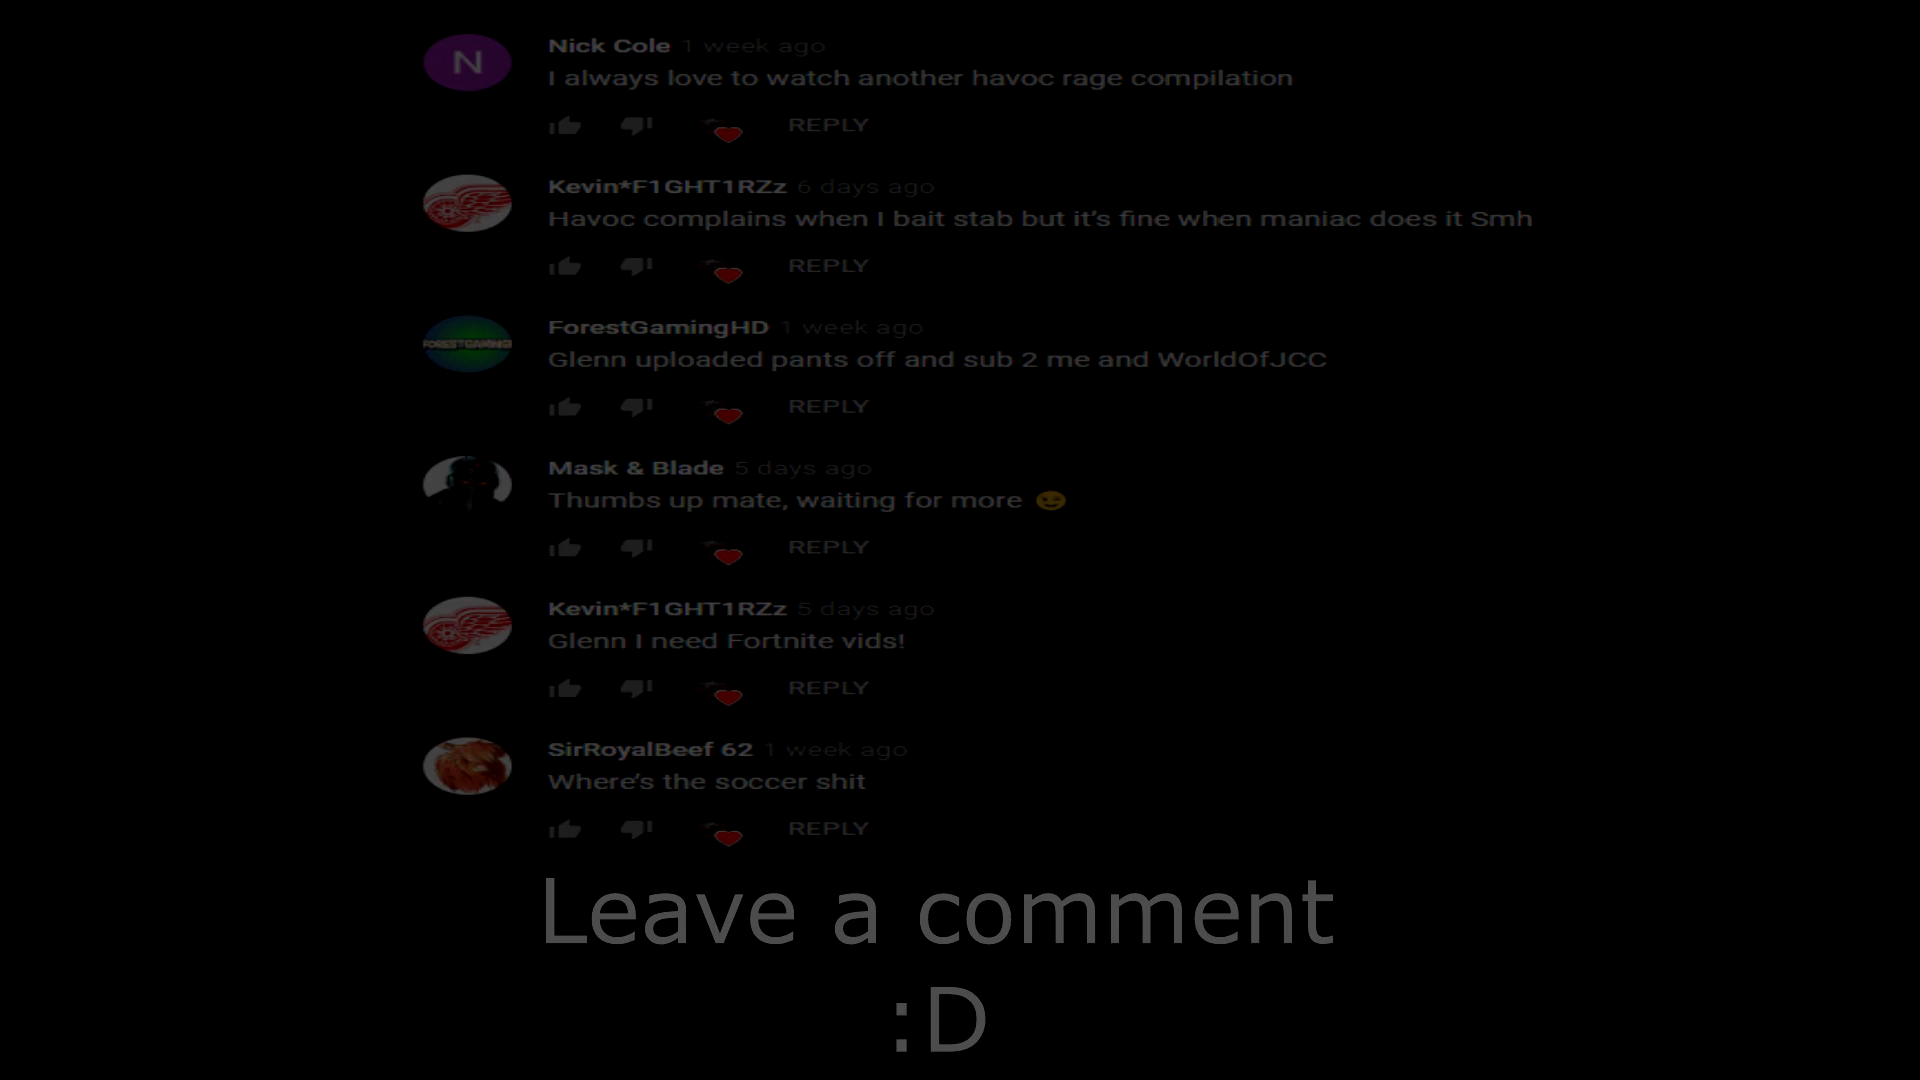 N
Nick Cole 1 week ago
I always love to watch another havoc rage compilation
REPLY
Kevin*F1GHT1RZz 6 days ago
Havoc complains when I bait stab but it’s fine when maniac does it Smh
REPLY
FORESTGAMING
ForestGamingHD 1 week ago
Glenn uploaded pants off and sub 2 me and WorldOfJCC
REPLY
Mask & Blade 5 days ago
Thumbs up mate, waiting for more 😉
REPLY
Kevin*F1GHT1RZz 5 days ago
Glenn I need Fortnite vids!
REPLY
SirRoyalBeef 62 1 week ago
Where’s the soccer shit
REPLY
Leave a comment
:D